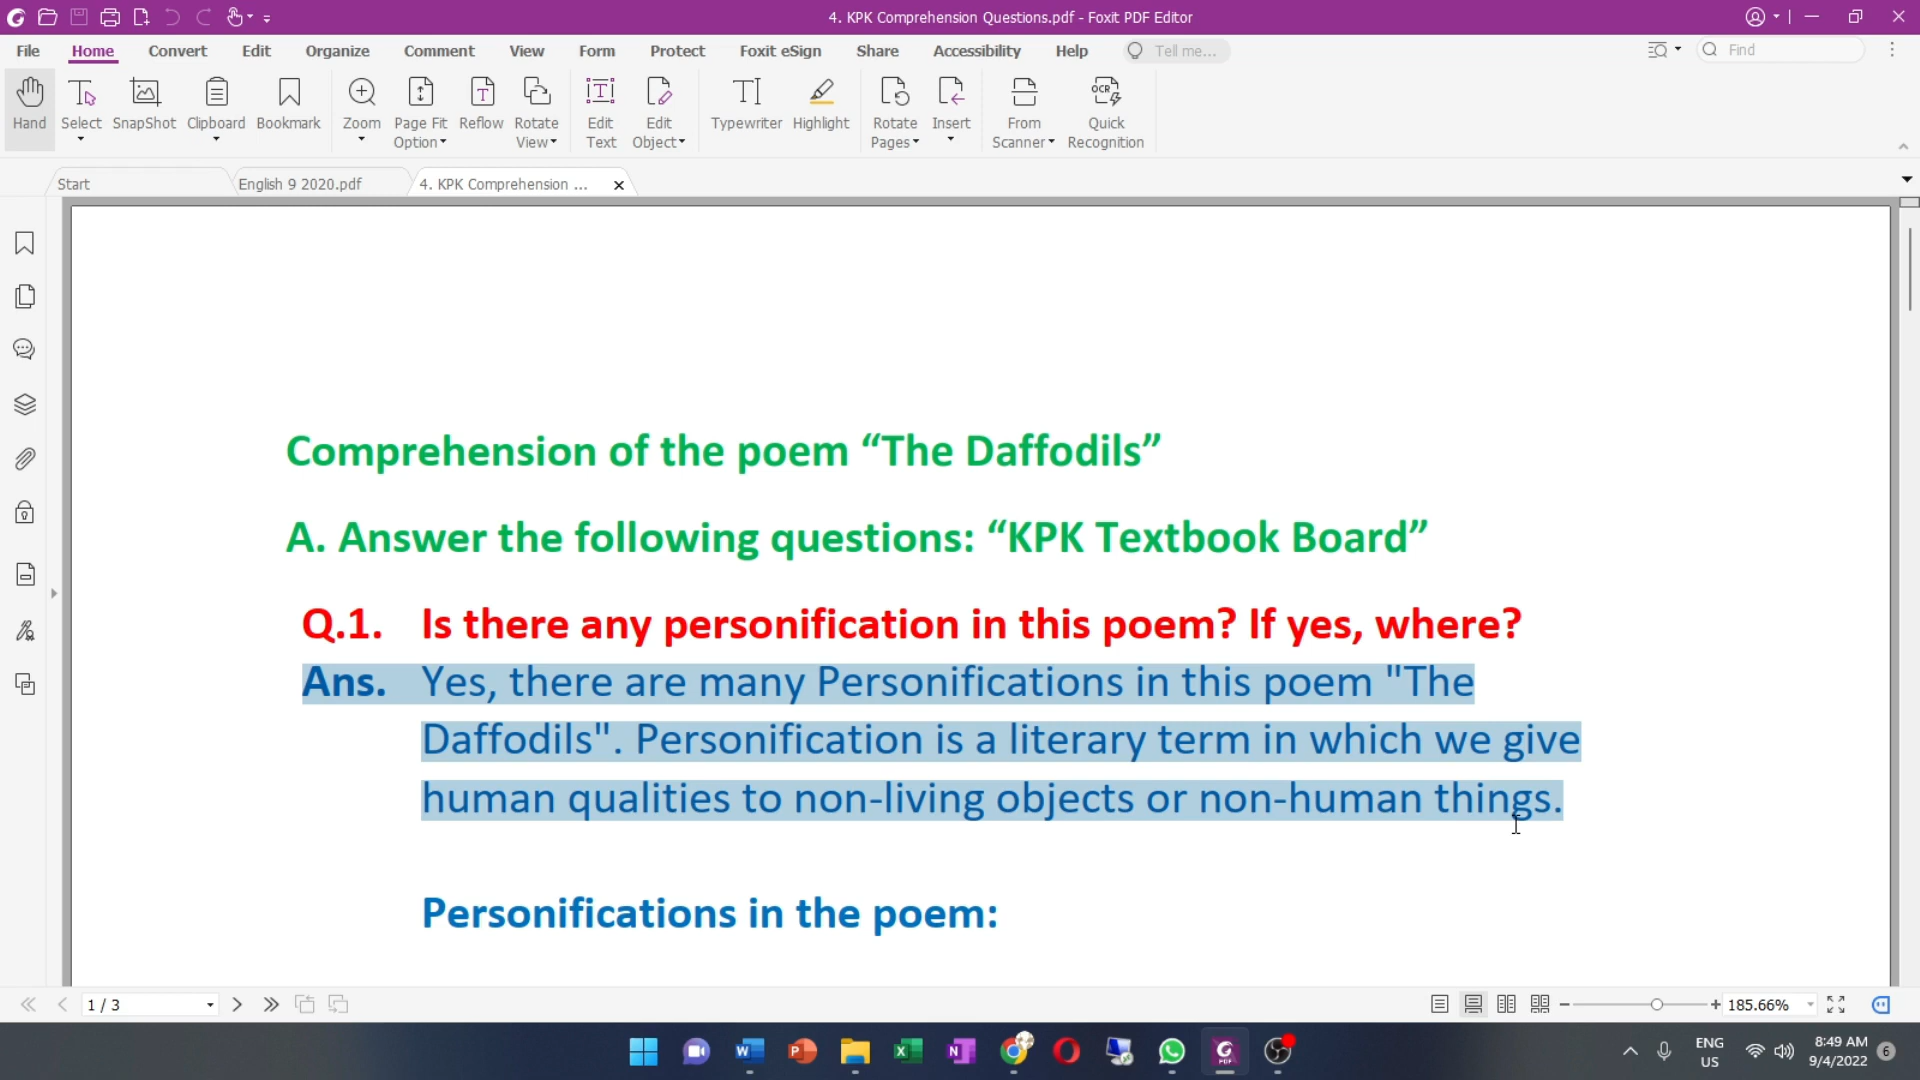 4. KPK Comprehension Questions.pdf - Foxit PDF Editor
File Home Convert Edit Organize Comment View Form Protect Foxit eSign Share Accessibility Help Tell me... Find
Hand Select SnapShot Clipboard Bookmark Zoom Page Fit Option Reflow Rotate View Edit Text Edit Object Typewriter Highlight Rotate Pages Insert From Scanner Quick Recognition
Start English 9 2020.pdf 4. KPK Comprehension ...
Comprehension of the poem “The Daffodils”
A. Answer the following questions: “KPK Textbook Board”
Q.1. Is there any personification in this poem? If yes, where?
Ans. Yes, there are many Personifications in this poem "The
Daffodils". Personification is a literary term in which we give
human qualities to non-living objects or non-human things.
Personifications in the poem:
1 / 3 185.66%
ENG 8:49 AM
US 9/4/2022 6